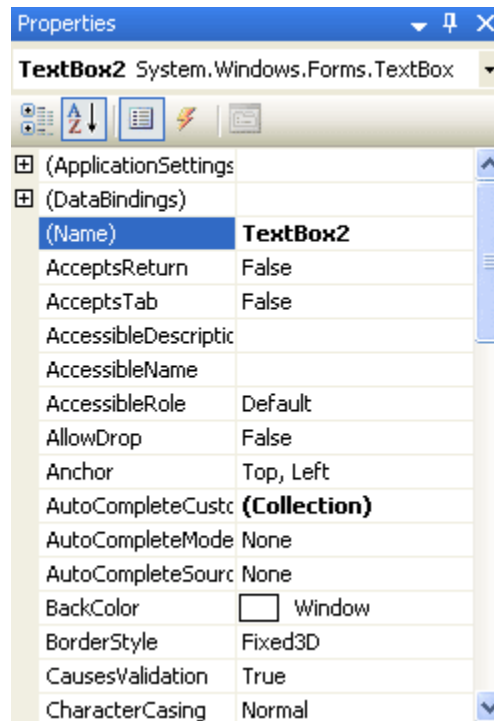 Properties
TextBox2 System.Windows.Forms.TextBox
A
Z
(ApplicationSettings
(DataBindings)
(Name) TextBox2
AcceptsReturn False
AcceptsTab False
AccessibleDescriptic
AccessibleName
AccessibleRole Default
AllowDrop False
Anchor Top, Left
AutoCompleteCustc (Collection)
AutoCompleteMode None
AutoCompleteSourc None
BackColor Window
BorderStyle Fixed3D
CausesValidation True
CharacterCasing Normal